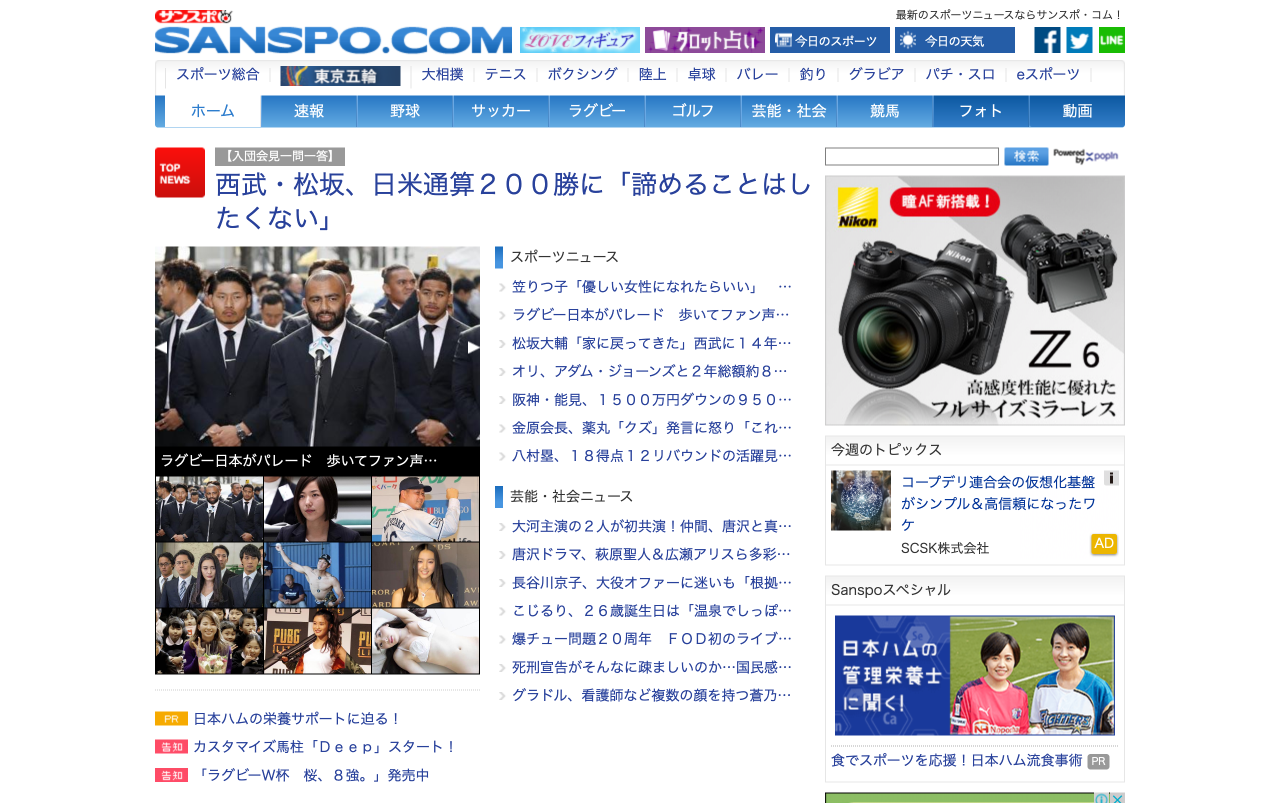 サンスポ
最新のスポーツニュースならサンスポ・コム！
SANSPO.COM
LOVEフィギュア
タロット占い
今日のスポーツ
今日の天気
LINE
スポーツ総合
東京五輪
大相撲
テニス
ボクシング
陸上
卓球
バレー
釣り
グラビア
パチ・スロ
eスポーツ
ホーム
速報
野球
サッカー
ラグビー
ゴルフ
芸能・社会
競馬
フォト
動画
TOP
NEWS
【入団会見一問一答】
西武・松坂、日米通算２００勝に「諦めることはし
たくない」
ラグビー日本がパレード　歩いてファン声…
PR 日本ハムの栄養サポートに迫る！
告知 カスタマイズ馬柱「Ｄｅｅｐ」スタート！
告知 「ラグビーW杯　桜、８強。」発売中
スポーツニュース
笠りつ子「優しい女性になれたらいい」　…
ラグビー日本がパレード　歩いてファン声…
松坂大輔「家に戻ってきた」西武に１４年…
オリ、アダム・ジョーンズと２年総額約８…
阪神・能見、１５００万円ダウンの９５０…
金原会長、薬丸「クズ」発言に怒り「これ…
八村塁、１８得点１２リバウンドの活躍見…
芸能・社会ニュース
大河主演の２人が初共演！仲間、唐沢と真…
唐沢ドラマ、萩原聖人＆広瀬アリスら多彩…
長谷川京子、大役オファーに迷いも「根拠…
こじるり、２６歳誕生日は「温泉でしっぽ…
爆チュー問題２０周年　ＦＯＤ初のライブ…
死刑宣告がそんなに疎ましいのか…国民感…
グラドル、看護師など複数の顔を持つ蒼乃…
検索
Powered by popIn
瞳AF新搭載！
Nikon
Nikon
Z 6
高感度性能に優れた
フルサイズミラーレス
今週のトピックス
コープデリ連合会の仮想化基盤
がシンプル＆高信頼になったワ
ケ
SCSK株式会社
AD
Sanspoスペシャル
日本ハムの
管理栄養士
に聞く！
食でスポーツを応援！日本ハム流食事術 PR